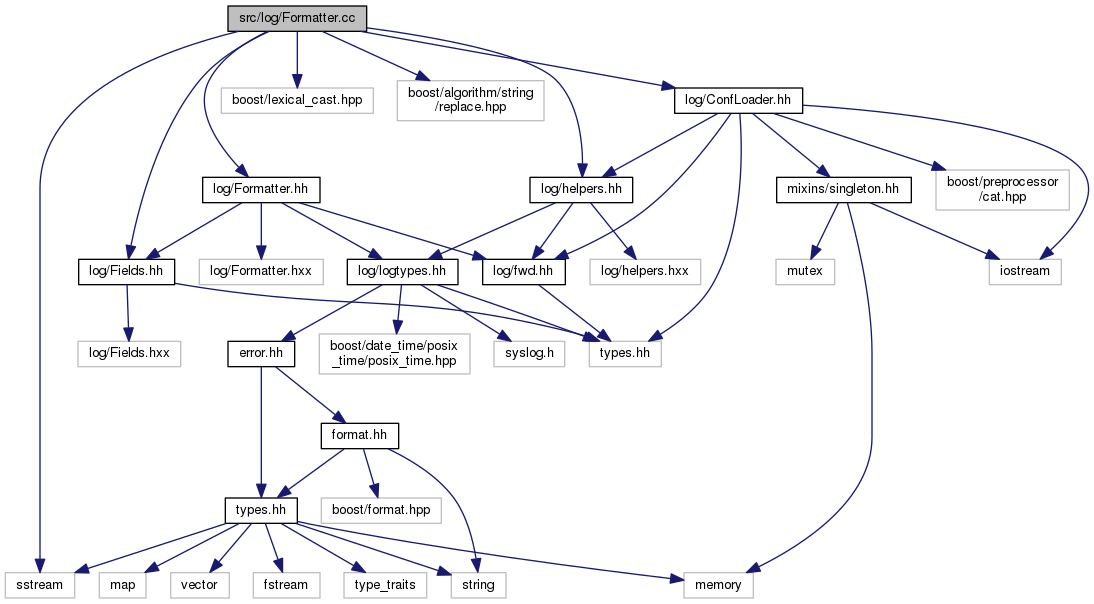 src/log/Formatter.cc
boost/lexical_cast.hpp
boost/algorithm/string
/replace.hpp
log/ConfLoader.hh
log/Formatter.hh
log/helpers.hh
mixins/singleton.hh
boost/preprocessor
/cat.hpp
log/Fields.hh
log/Formatter.hxx
log/logtypes.hh
log/fwd.hh
log/helpers.hxx
mutex
iostream
log/Fields.hxx
error.hh
boost/date_time/posix
_time/posix_time.hpp
syslog.h
types.hh
format.hh
types.hh
boost/format.hpp
sstream
map
vector
fstream
type_traits
string
memory